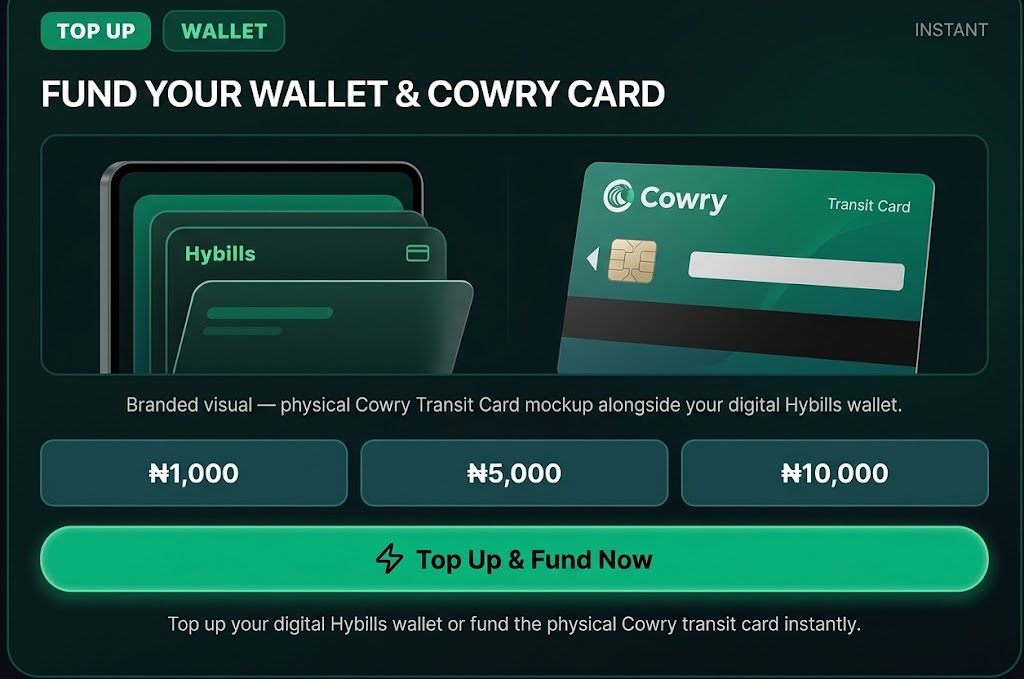 TOP UP
WALLET
INSTANT
FUND YOUR WALLET & COWRY CARD
Hybills
Cowry
Transit Card
Branded visual — physical Cowry Transit Card mockup alongside your digital Hybills wallet.
₦1,000
₦5,000
₦10,000
Top Up & Fund Now
Top up your digital Hybills wallet or fund the physical Cowry transit card instantly.